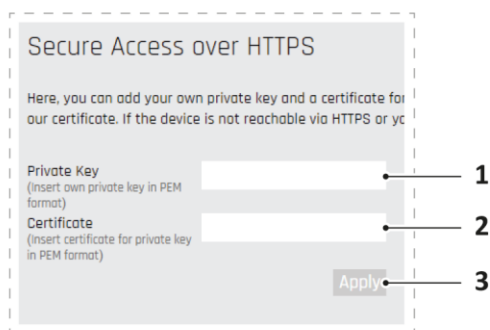 Secure Access over HTTPS
Here, you can add your own private key and a certificate for
our certificate. If the device is not reachable via HTTPS or
Private Key
(Insert own private key in PEM
format)
1
Certificate
(Insert certificate for private key
in PEM format)
2
Apply
3